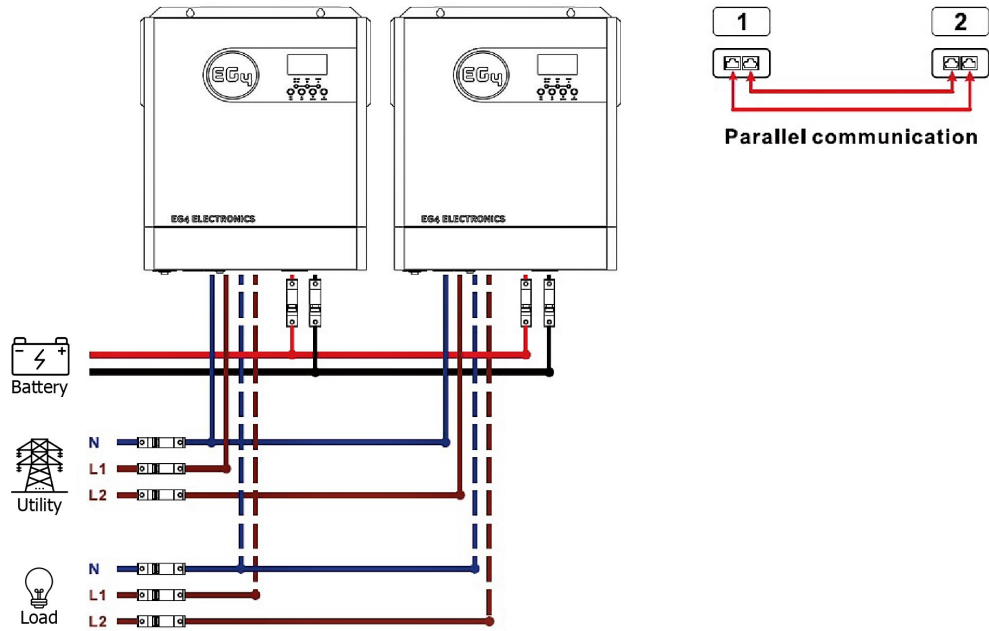 EG4
EG4
EG4 ELECTRONICS
EG4 ELECTRONICS
1
2
Parallel communication
Battery
- +
Utility
N
L1
L2
Load
N
L1
L2